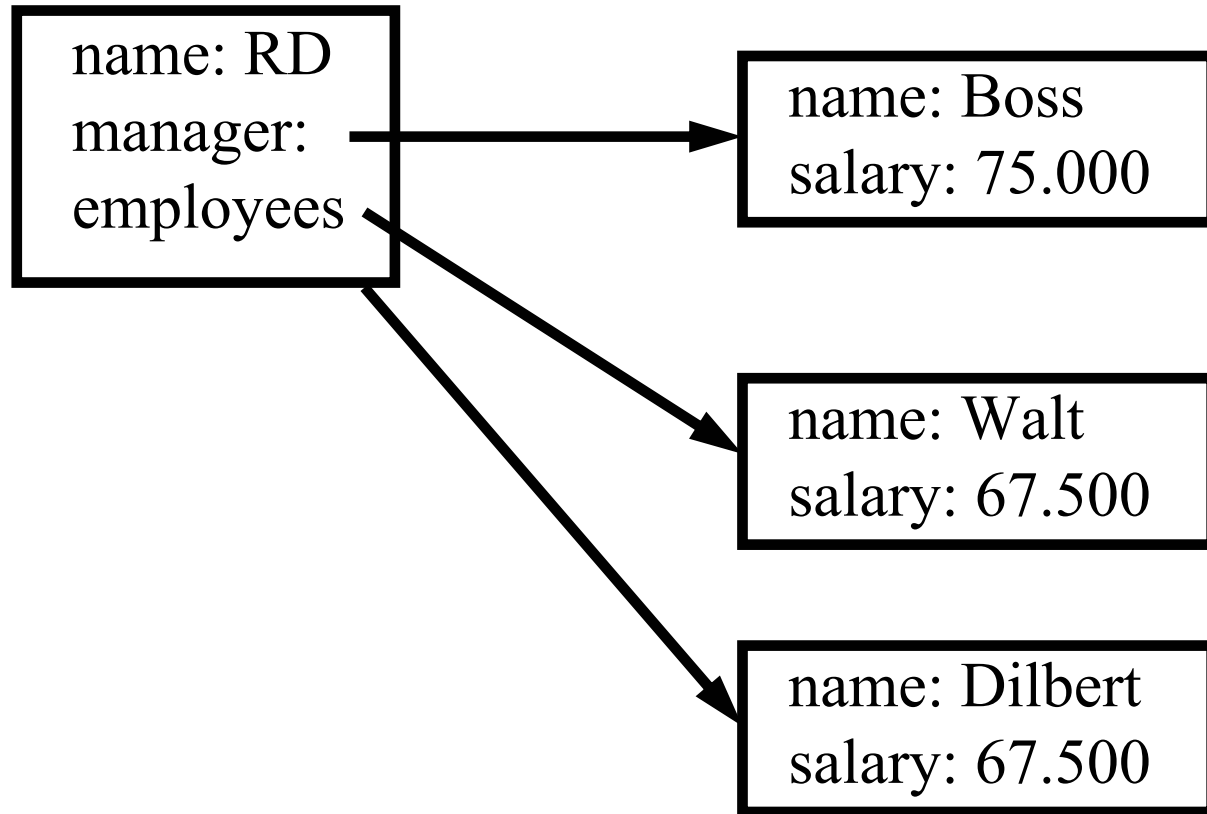 name: RD
manager:
employees
name: Boss
salary: 75.000
name: Walt
salary: 67.500
name: Dilbert
salary: 67.500